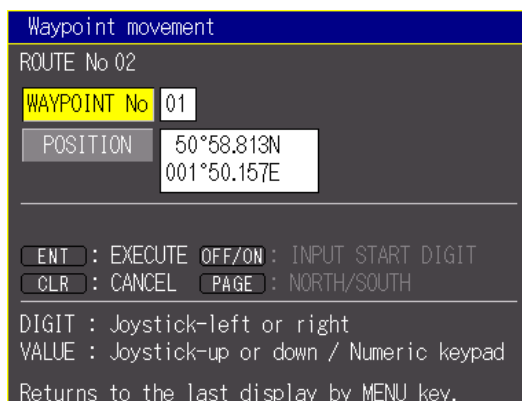 Waypoint movement
ROUTE No 02
WAYPOINT No 01
POSITION 50°58.813N
001°50.157E
ENT : EXECUTE OFF/ON : INPUT START DIGIT
CLR : CANCEL PAGE : NORTH/SOUTH
DIGIT : Joystick-left or right
VALUE : Joystick-up or down / Numeric keypad
Returns to the last display by MENU key.